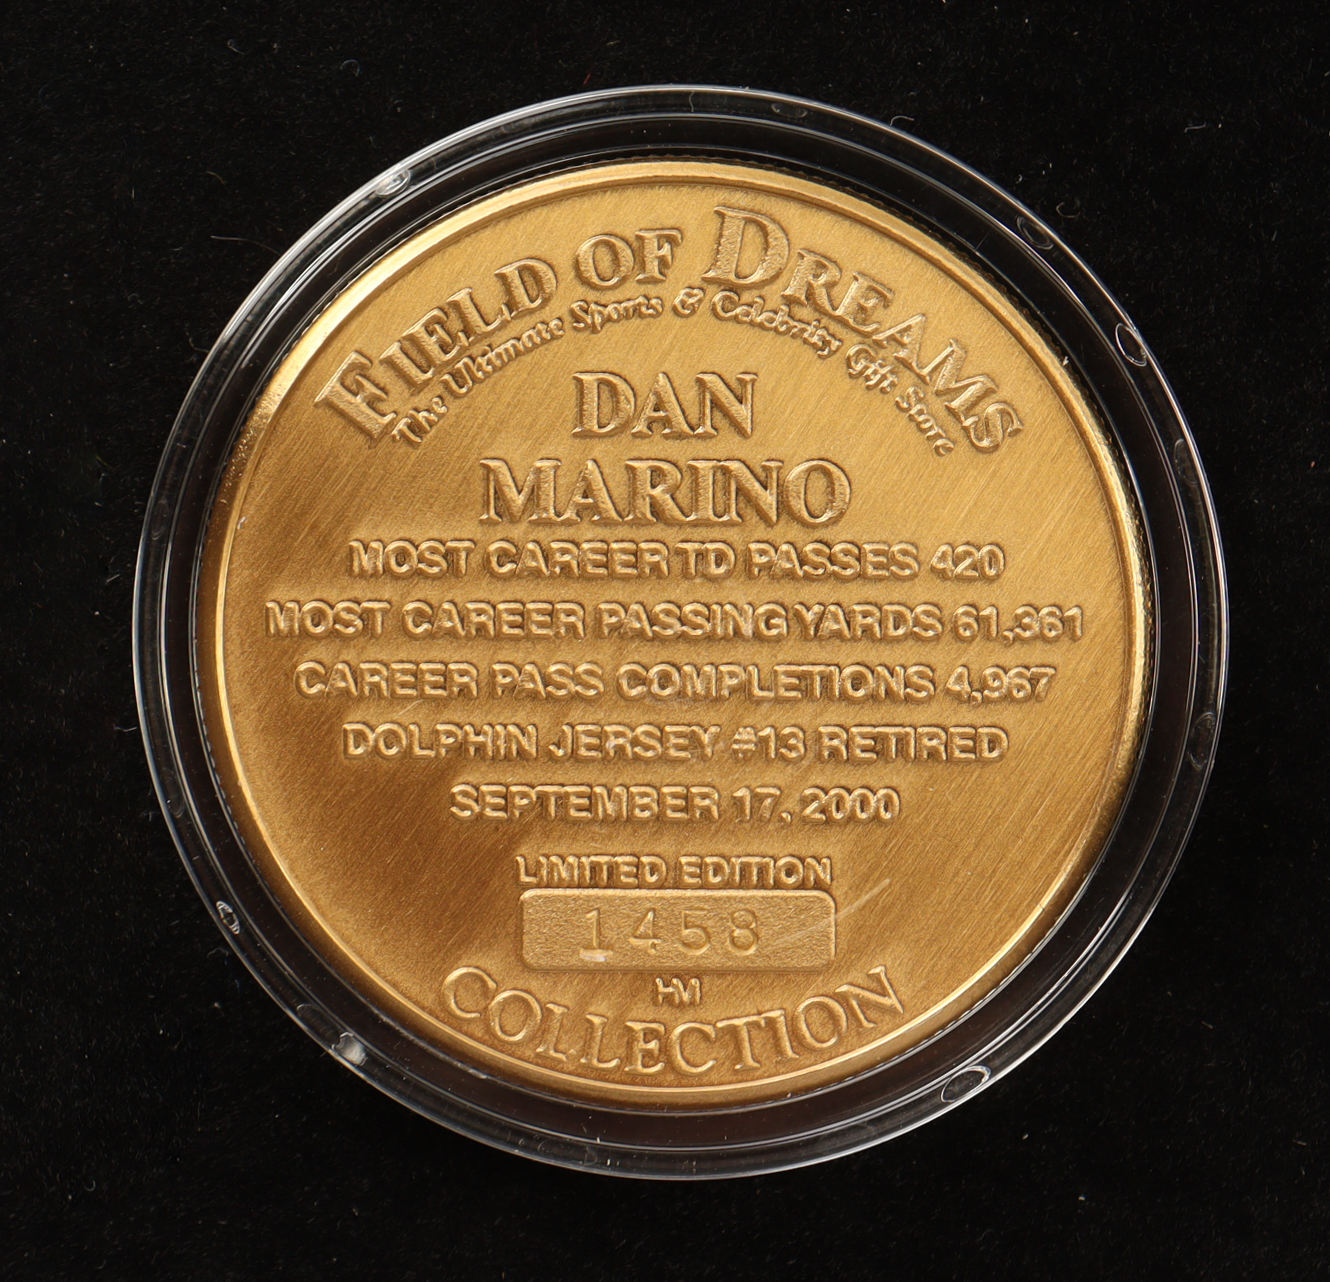 FIELD OF DREAMS
The Ultimate Sports & Celebrity Gift Store
DAN
MARINO
MOST CAREER TD PASSES 420
MOST CAREER PASSING YARDS 61,361
CAREER PASS COMPLETIONS 4,967
DOLPHIN JERSEY #13 RETIRED
SEPTEMBER 17, 2000
LIMITED EDITION
1458
HM
COLLECTION